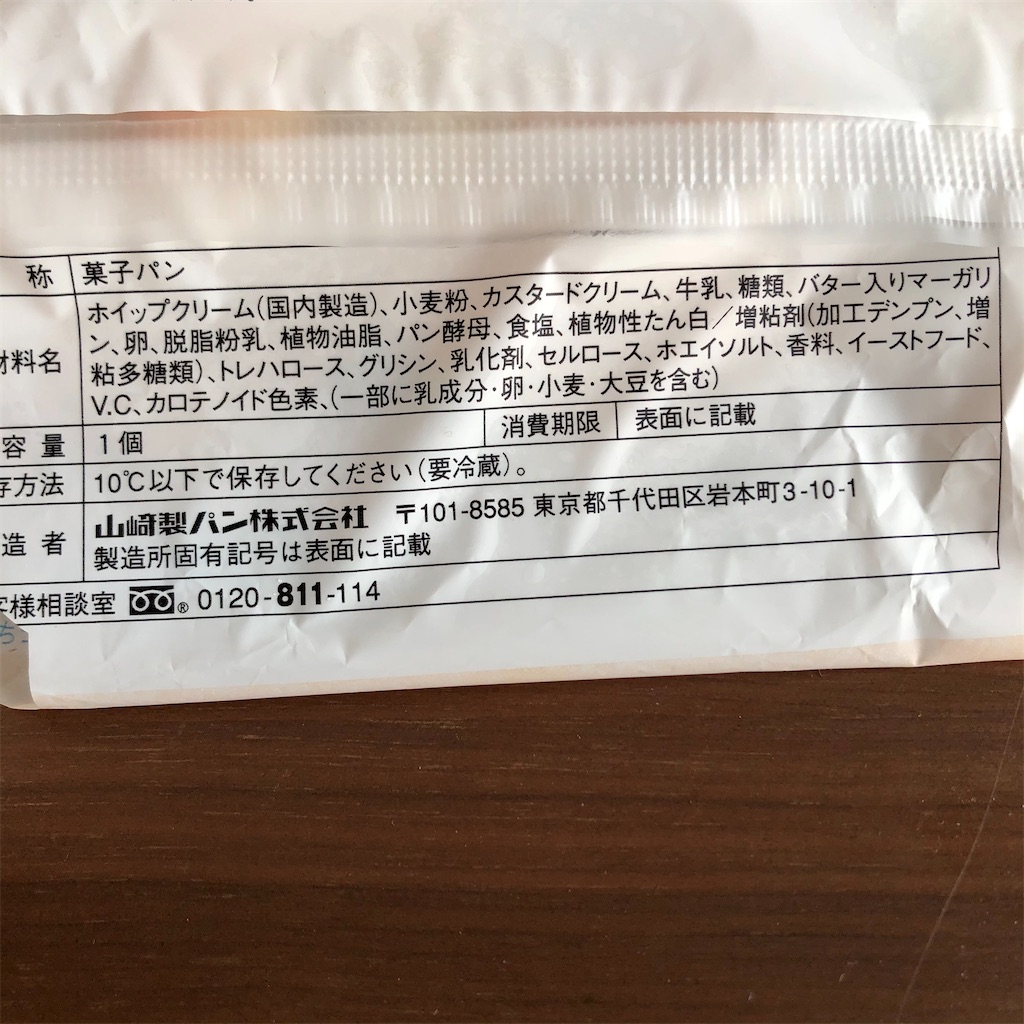 称 菓子パン
材料名 ホイップクリーム(国内製造)、小麦粉、カスタードクリーム、牛乳、糖類、バター入りマーガリ
ン、卵、脱脂粉乳、植物油脂、パン酵母、食塩、植物性たん白/増粘剤(加工デンプン、増
粘多糖類)、トレハロース、グリシン、乳化剤、セルロース、ホエイソルト、香料、イーストフード、
V.C、カロテノイド色素、(一部に乳成分・卵・小麦・大豆を含む)
容量 1個 消費期限 表面に記載
存方法 10℃以下で保存してください(要冷蔵)。
造者 山崎製パン株式会社 〒101-8585 東京都千代田区岩本町3-10-1
製造所固有記号は表面に記載
客様相談室 ® 0120-811-114